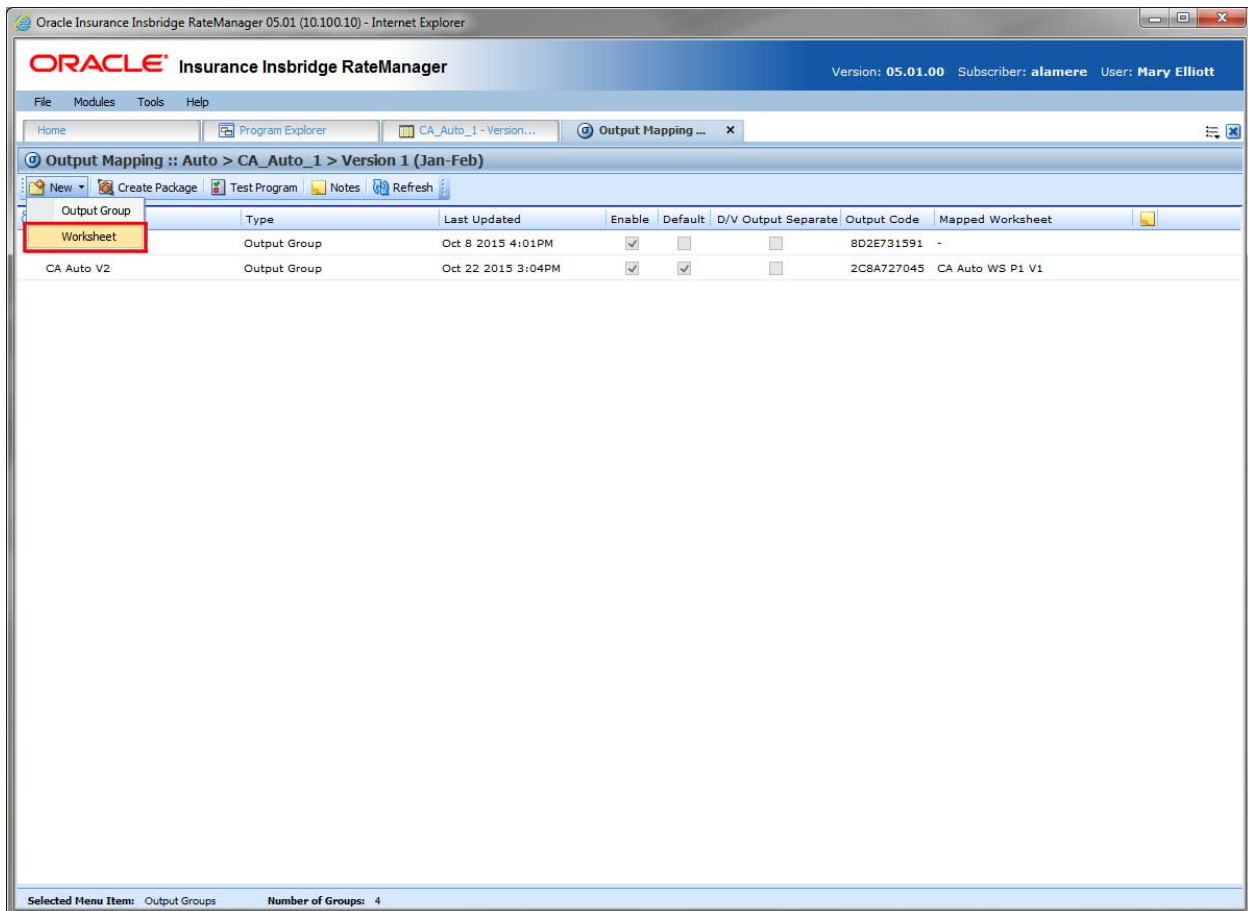 Oracle Insurance Insbridge RateManager 05.01 (10.100.10) - Internet Explorer
ORACLE Insurance Insbridge RateManager
Version: 05.01.00 Subscriber: alamere User: Mary Elliott
File Modules Tools Help
Home Program Explorer CA_Auto_1 - Version... Output Mapping ...
Output Mapping :: Auto > CA_Auto_1 > Version 1 (Jan-Feb)
New Create Package Test Program Notes Refresh
Output Group
Worksheet
Type Last Updated Enable Default D/V Output Separate Output Code Mapped Worksheet
Output Group Oct 8 2015 4:01PM 8D2E731591 -
CA Auto V2 Output Group Oct 22 2015 3:04PM 2C8A727045 CA Auto WS P1 V1
Selected Menu Item: Output Groups Number of Groups: 4